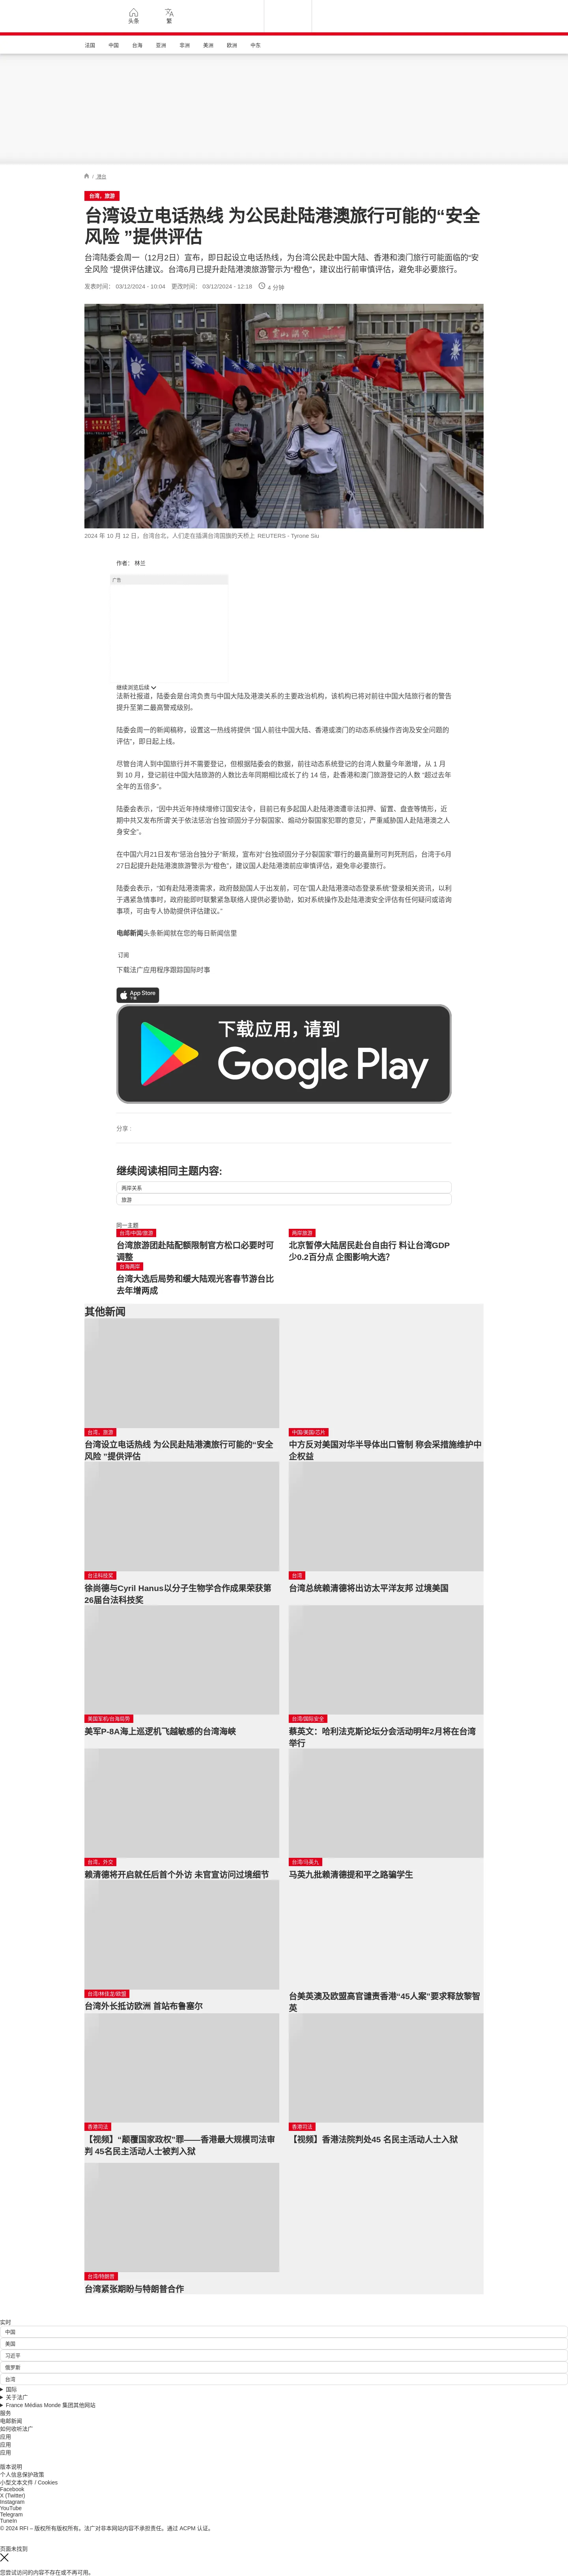 头条
繁
法国
中国
台海
亚洲
非洲
美洲
欧洲
中东
/ 港台
台湾，旅游
台湾设立电话热线 为公民赴陆港澳旅行可能的“安全
风险 ”提供评估
台湾陆委会周一（12月2日）宣布，即日起设立电话热线，为台湾公民赴中国大陆、香港和澳门旅行可能面临的“安
全风险 ”提供评估建议。台湾6月已提升赴陆港澳旅游警示为“橙色”，建议出行前审慎评估，避免非必要旅行。
发表时间： 03/12/2024 - 10:04 更改时间： 03/12/2024 - 12:18 4 分钟
2024 年 10 月 12 日，台湾台北，人们走在插满台湾国旗的天桥上 REUTERS - Tyrone Siu
作者： 林兰
广告
继续浏览后续
法新社报道，陆委会是台湾负责与中国大陆及港澳关系的主要政治机构，该机构已将对前往中国大陆旅行者的警告
提升至第二最高警戒级别。
陆委会周一的新闻稿称，设置这一热线将提供 “国人前往中国大陆、香港或澳门的动态系统操作咨询及安全问题的
评估”，即日起上线。
尽管台湾人到中国旅行并不需要登记，但根据陆委会的数据，前往动态系统登记的台湾人数量今年激增，从 1 月
到 10 月，登记前往中国大陆旅游的人数比去年同期相比成长了约 14 倍，赴香港和澳门旅游登记的人数 “超过去年
全年的五倍多”。
陆委会表示，“因中共近年持续增修订国安法令，目前已有多起国人赴陆港澳遭非法扣押、留置、盘查等情形，近
期中共又发布所谓‘关于依法惩治‘台独’顽固分子分裂国家、煽动分裂国家犯罪的意见’，严重威胁国人赴陆港澳之人
身安全”。
在中国六月21日发布“惩治台独分子”新规，宣布对“台独顽固分子分裂国家”罪行的最高量刑可判死刑后，台湾于6月
27日起提升赴陆港澳旅游警示为“橙色”，建议国人赴陆港澳前应审慎评估，避免非必要旅行。
陆委会表示，“如有赴陆港澳需求，政府鼓励国人于出发前，可在“国人赴陆港澳动态登录系统”登录相关资讯，以利
于遇紧急情事时，政府能即时联繫紧急联络人提供必要协助，如对系统操作及赴陆港澳安全评估有任何疑问或谘询
事项，可由专人协助提供评估建议。”
电邮新闻头条新闻就在您的每日新闻信里
订阅
下载法广应用程序跟踪国际时事
App Store
下载
下载应用，请到
Google Play
分享 :
继续阅读相同主题内容:
两岸关系
旅游
同一主题
台湾/中国/旅游
台湾旅游团赴陆配额限制官方松口必要时可
调整
两岸旅游
北京暂停大陆居民赴台自由行 料让台湾GDP
少0.2百分点 企图影响大选?
台海两岸
台湾大选后局势和缓大陆观光客春节游台比
去年增两成
其他新闻
台湾，旅游
台湾设立电话热线 为公民赴陆港澳旅行可能的“安全
风险 ”提供评估
中国/美国/芯片
中方反对美国对华半导体出口管制 称会采措施维护中
企权益
台法科技奖
徐尚德与Cyril Hanus以分子生物学合作成果荣获第
26届台法科技奖
台湾
台湾总统赖清德将出访太平洋友邦 过境美国
美国军机/台海局势
美军P-8A海上巡逻机飞越敏感的台湾海峡
台湾/国际安全
蔡英文：哈利法克斯论坛分会活动明年2月将在台湾
举行
台湾，外交
赖清德将开启就任后首个外访 未官宣访问过境细节
台湾/马英九
马英九批赖清德提和平之路骗学生
台湾/林佳龙/欧盟
台湾外长抵访欧洲 首站布鲁塞尔
台美英澳及欧盟高官谴责香港“45人案”要求释放黎智
英
香港司法
【视频】“颠覆国家政权”罪——香港最大规模司法审
判 45名民主活动人士被判入狱
香港司法
【视频】香港法院判处45 名民主活动人士入狱
台湾/特朗普
台湾紧张期盼与特朗普合作
实时
中国
美国
习近平
俄罗斯
台湾
国际
关于法广
France Médias Monde 集团其他网站
服务
电邮新闻
如何收听法广
应用
应用
应用
版本说明
个人信息保护政策
小型文本文件 / Cookies
Facebook
X (Twitter)
Instagram
YouTube
Telegram
TuneIn
© 2024 RFI – 版权所有版权所有。法广对非本网站内容不承担责任。通过 ACPM 认证。
页面未找到
您尝试访问的内容不存在或不再可用。